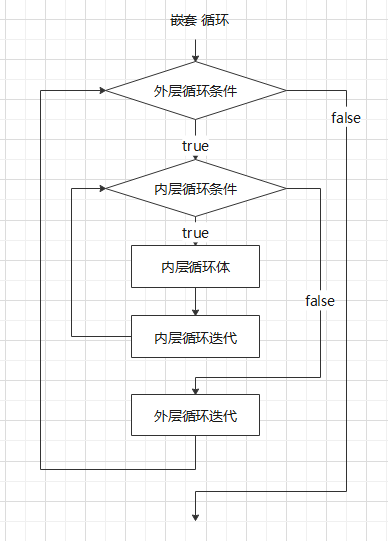 嵌套 循环
外层循环条件
false
true
内层循环条件
true
内层循环体
false
内层循环迭代
外层循环迭代